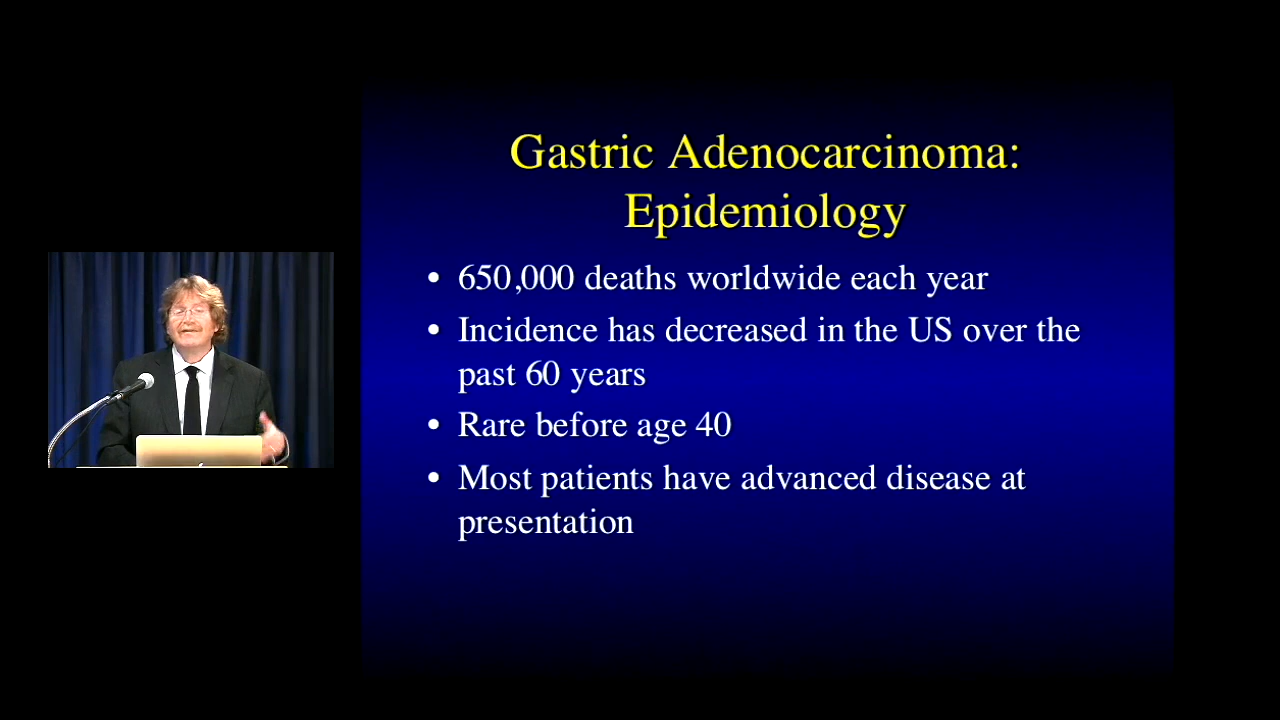 Gastric Adenocarcinoma:
Epidemiology
• 650,000 deaths worldwide each year
• Incidence has decreased in the US over the
past 60 years
• Rare before age 40
• Most patients have advanced disease at
presentation